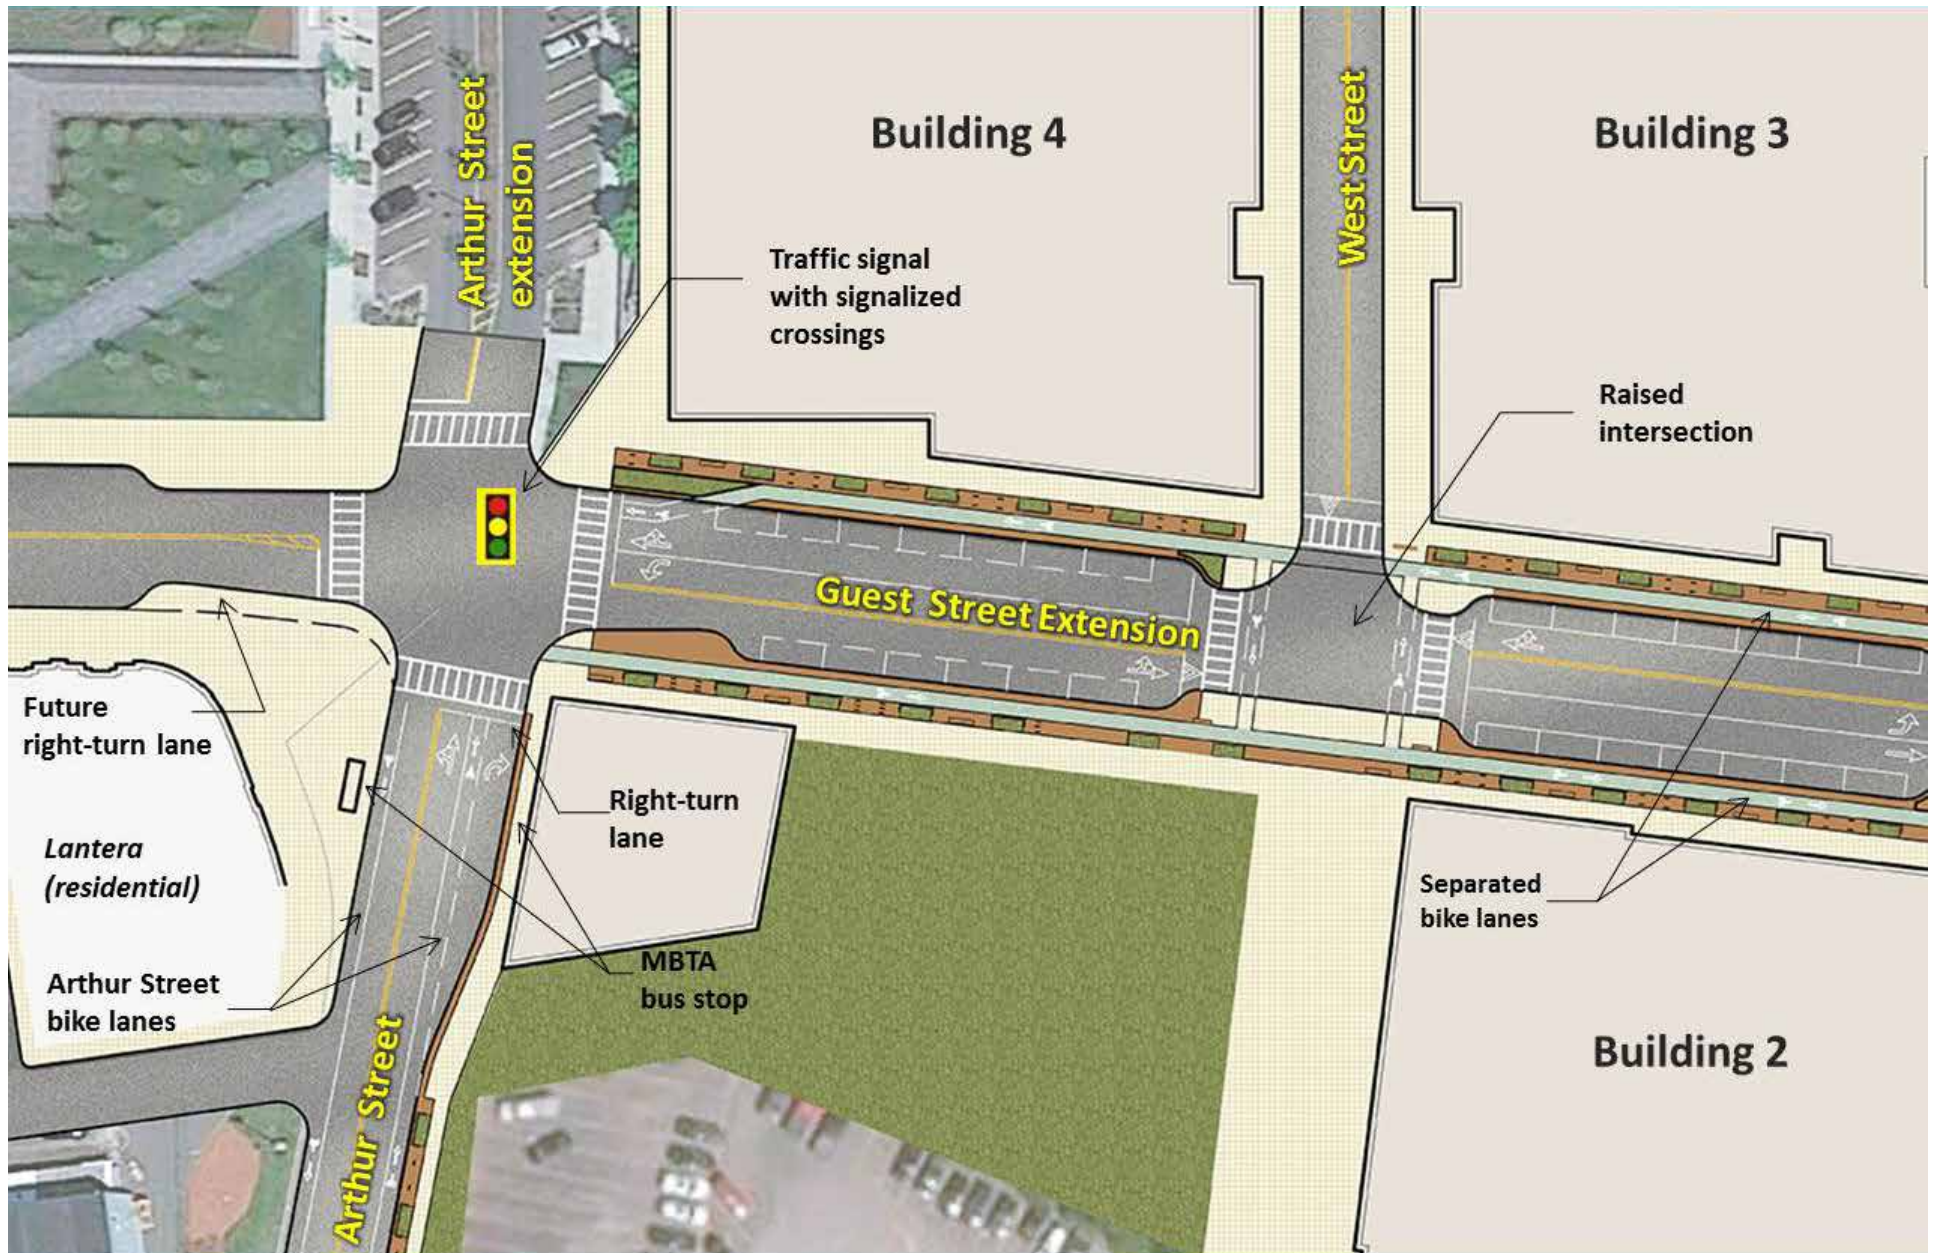 Arthur Street
extension
Building 4
West Street
Building 3
Traffic signal
with signalized
crossings
Raised
intersection
Guest Street Extension
Future
right-turn lane
Right-turn
lane
Lantera
(residential)
Separated
bike lanes
MBTA
bus stop
Arthur Street
bike lanes
Arthur Street
Building 2